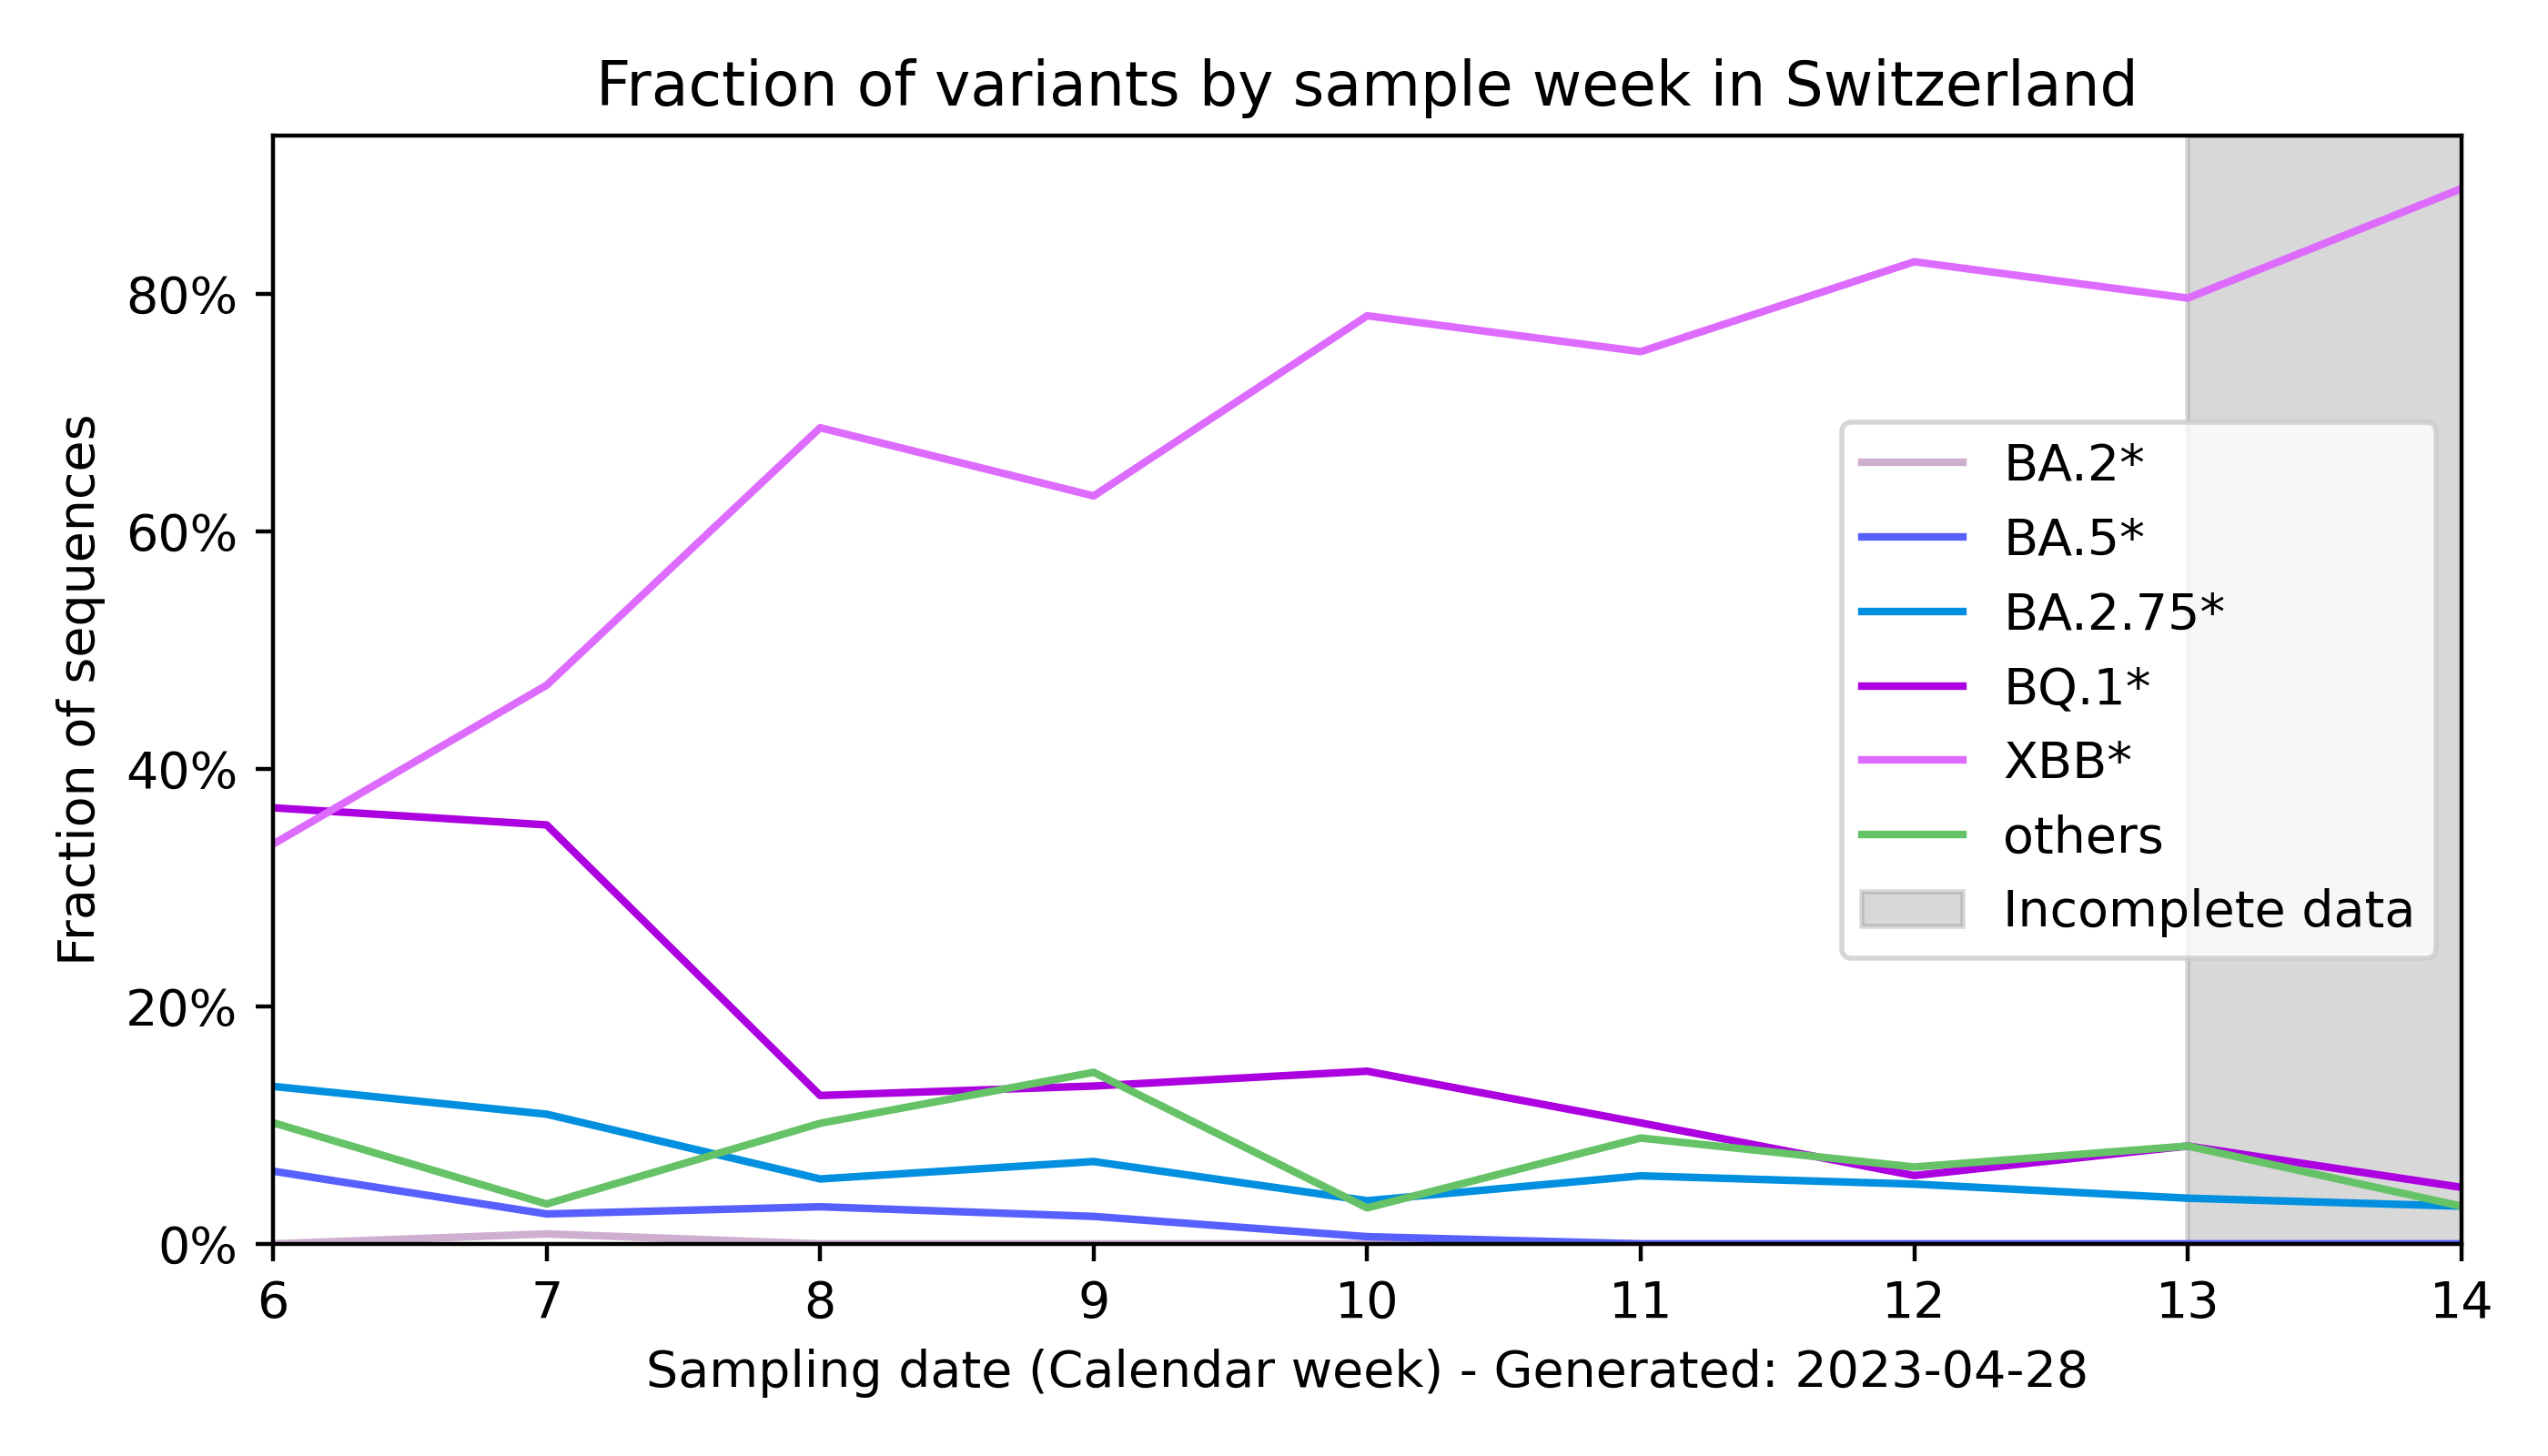 Fraction of variants by sample week in Switzerland
Fraction of sequences
80%
60%
40%
20%
0%
BA.2*
BA.5*
BA.2.75*
BQ.1*
XBB*
others
Incomplete data
6 7 8 9 10 11 12 13 14
Sampling date (Calendar week) - Generated: 2023-04-28